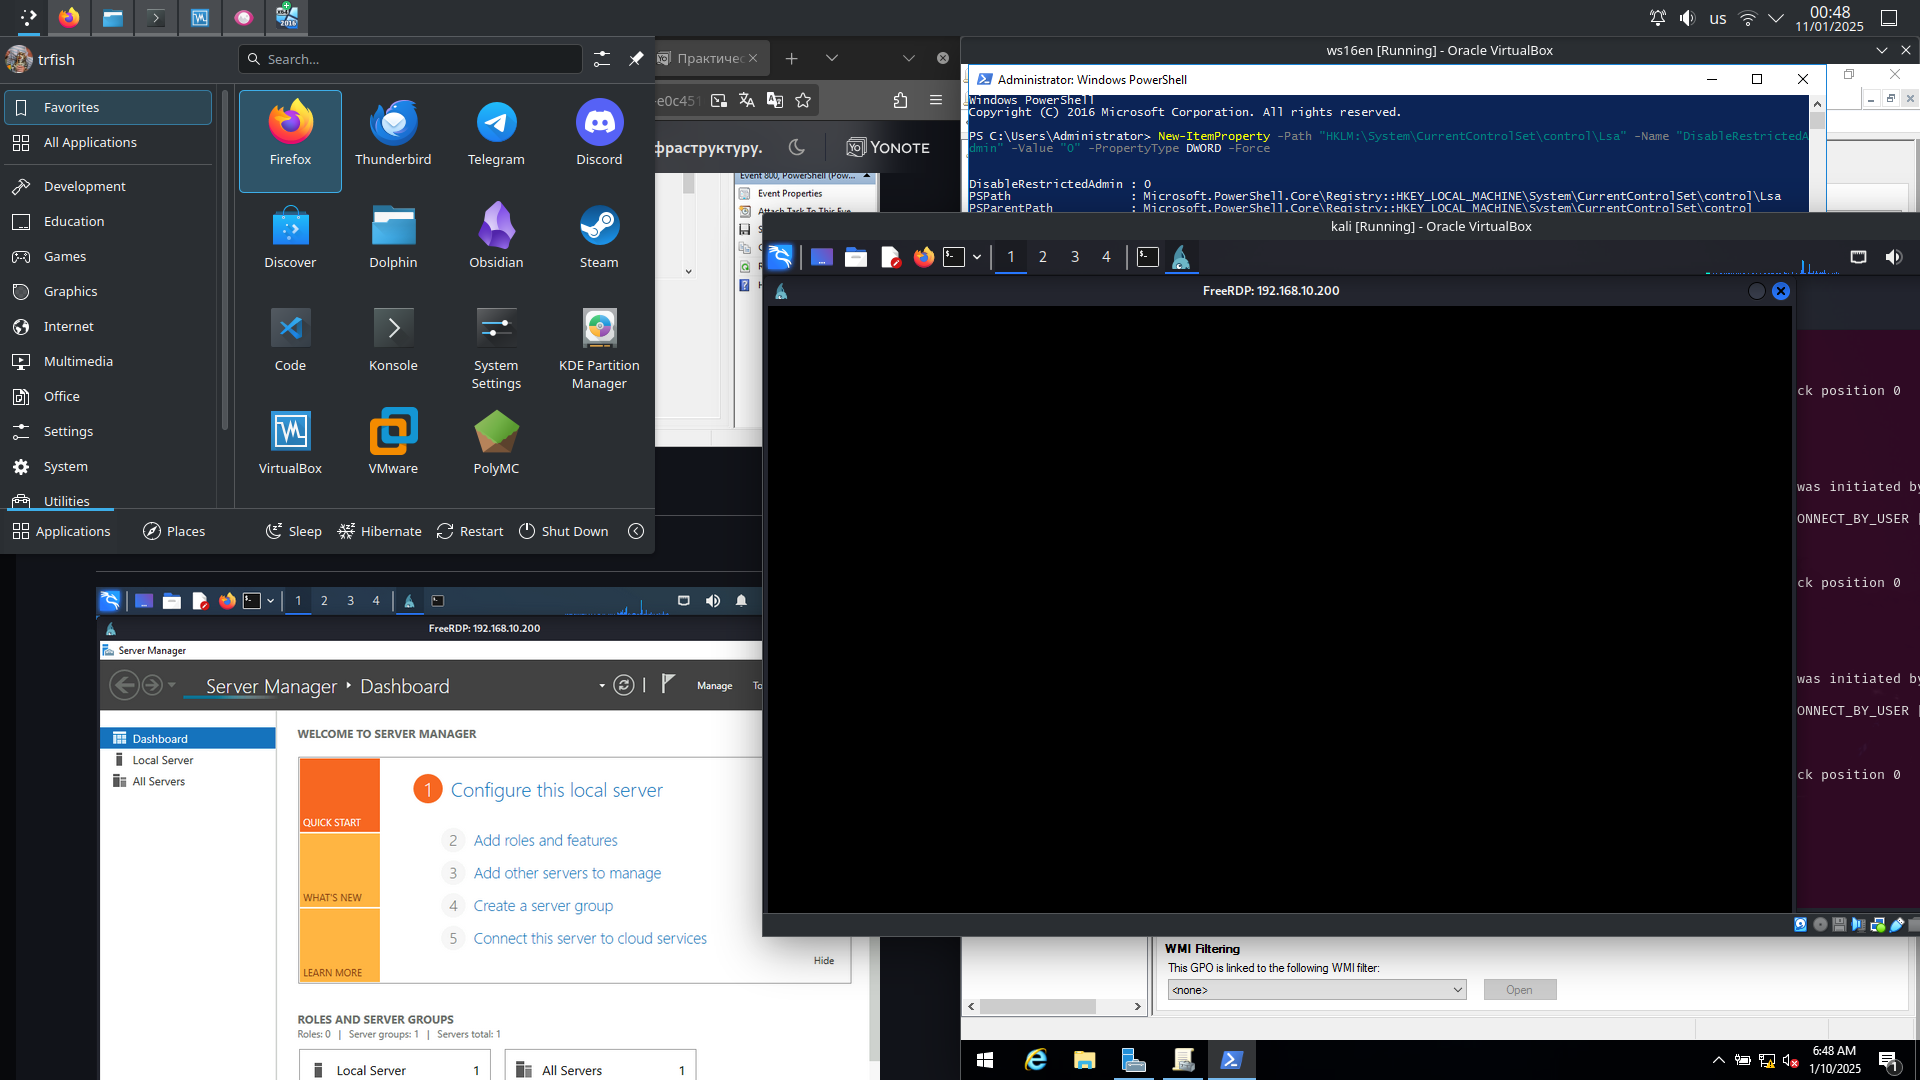 us
00:48
11/01/2025
trfish
Search...
Favorites
All Applications
Development
Education
Games
Graphics
Internet
Multimedia
Office
Settings
System
Utilities
Firefox
Thunderbird
Telegram
Discord
Discover
Dolphin
Obsidian
Steam
Code
Konsole
System Settings
KDE Partition Manager
VirtualBox
VMware
PolyMC
Applications
Places
Sleep
Hibernate
Restart
Shut Down
Практичес
e0c451
фраструктуру.
YONOTE
Event 800, PowerShell (Pow...
Event Properties
ws16en [Running] - Oracle VirtualBox
Administrator: Windows PowerShell
Windows PowerShell
Copyright (C) 2016 Microsoft Corporation. All rights reserved.
PS C:\Users\Administrator> New-ItemProperty -Path "HKLM:\System\CurrentControlSet\control\Lsa" -Name "DisableRestrictedA
dmin" -Value "0" -PropertyType DWORD -Force
DisableRestrictedAdmin : 0
PSPath : Microsoft.PowerShell.Core\Registry::HKEY_LOCAL_MACHINE\System\CurrentControlSet\control\Lsa
PSParentPath : Microsoft.PowerShell.Core\Registry::HKEY_LOCAL_MACHINE\System\CurrentControlSet\control
kali [Running] - Oracle VirtualBox
1 2 3 4
FreeRDP: 192.168.10.200
ck position 0
was initiated by
ONNECT_BY_USER
ck position 0
was initiated by
ONNECT_BY_USER
ck position 0
1 2 3 4
FreeRDP: 192.168.10.200
Server Manager
Server Manager ‣ Dashboard
Manage
To
Dashboard
Local Server
All Servers
WELCOME TO SERVER MANAGER
QUICK START
WHAT'S NEW
LEARN MORE
1 Configure this local server
2 Add roles and features
3 Add other servers to manage
4 Create a server group
5 Connect this server to cloud services
Hide
ROLES AND SERVER GROUPS
Roles: 0 | Server groups: 1 | Servers total: 1
Local Server 1
All Servers 1
WMI Filtering
This GPO is linked to the following WMI filter:
<none>
Open
6:48 AM
1/10/2025
1